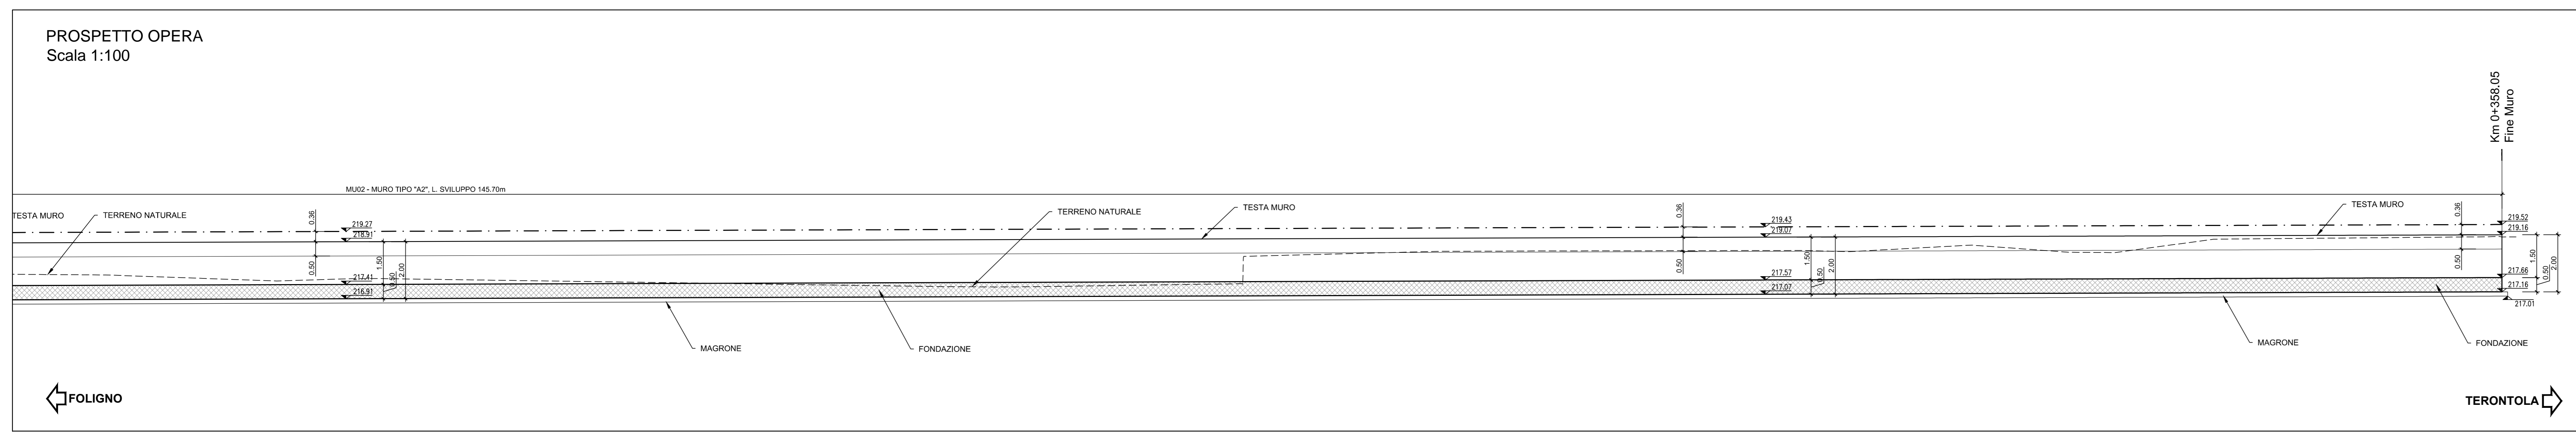 PROSPETTO OPERA
Scala 1:100
Km 0+358.05
Fine Muro
MU02 - MURO TIPO "A2", L. SVILUPPO 145.70m
TESTA MURO
TERRENO NATURALE
0.36
219.27
218.91
0.50
217.41
216.91
1.50
0.50
2.00
TERRENO NATURALE
TESTA MURO
0.36
219.43
219.07
0.50
217.57
217.07
1.50
0.50
2.00
TESTA MURO
0.36
0.50
219.52
219.16
217.66
217.16
217.01
1.50
0.50
2.00
MAGRONE
FONDAZIONE
MAGRONE
FONDAZIONE
FOLIGNO
TERONTOLA